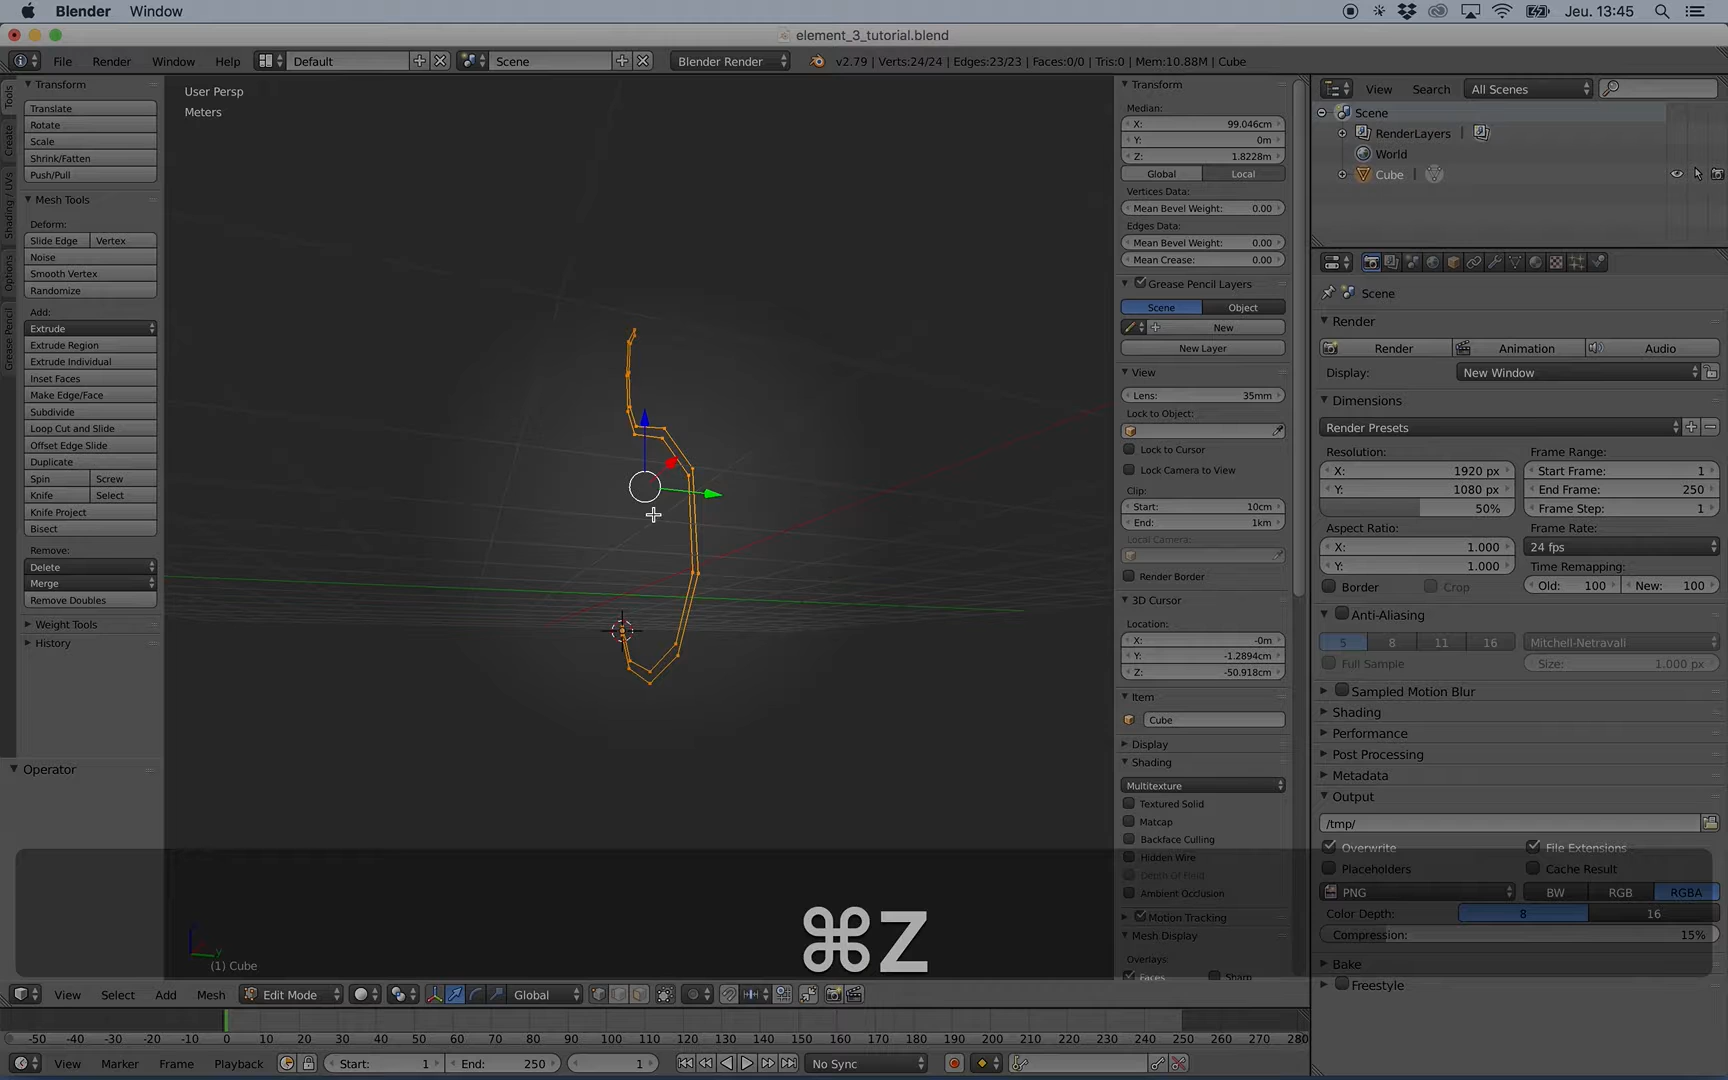 Blender Window
Jeu. 13:45
element_3_tutorial.blend
File Render Window Help Default Scene Blender Render v2.79 | Verts:24/24 | Edges:23/23 | Faces:0/0 | Tris:0 | Mem:10.88M | Cube
Tools
Create
Shading / UVs
Options
Grease Pencil
Transform
Translate
Rotate
Scale
Shrink/Fatten
Push/Pull
Mesh Tools
Deform:
Slide Edge Vertex
Noise
Smooth Vertex
Randomize
Add:
Extrude
Extrude Region
Extrude Individual
Inset Faces
Make Edge/Face
Subdivide
Loop Cut and Slide
Offset Edge Slide
Duplicate
Spin Screw
Knife Select
Knife Project
Bisect
Remove:
Delete
Merge
Remove Doubles
Weight Tools
History
Operator
User Persp
Meters
(1) Cube
⌘Z
Transform
Median:
X: 99.046cm
Y: 0m
Z: 1.8228m
Global Local
Vertices Data:
Mean Bevel Weight: 0.00
Edges Data:
Mean Bevel Weight: 0.00
Mean Crease: 0.00
Grease Pencil Layers
Scene Object
New
New Layer
View
Lens: 35mm
Lock to Object:
Lock to Cursor
Lock Camera to View
Clip:
Start: 10cm
End: 1km
Local Camera:
Render Border
3D Cursor
Location:
X: -0m
Y: -1.2894cm
Z: -50.918cm
Item
Cube
Display
Shading
Multitexture
Textured Solid
Matcap
Backface Culling
Hidden Wire
Depth Of Field
Ambient Occlusion
Motion Tracking
Mesh Display
Overlays:
Faces Sharp
View Search All Scenes
Scene
RenderLayers |
World
Cube |
Scene
Render
Render Animation Audio
Display: New Window
Dimensions
Render Presets
Resolution: Frame Range:
X: 1920 px Start Frame: 1
Y: 1080 px End Frame: 250
50% Frame Step: 1
Aspect Ratio: Frame Rate:
X: 1.000 24 fps
Y: 1.000 Time Remapping:
Border Crop Old: 100 New: 100
Anti-Aliasing
5 8 11 16 Mitchell-Netravali
Full Sample Size: 1.000 px
Sampled Motion Blur
Shading
Performance
Post Processing
Metadata
Output
/tmp/
Overwrite File Extensions
Placeholders Cache Result
PNG BW RGB RGBA
Color Depth: 8 16
Compression: 15%
Bake
Freestyle
View Select Add Mesh Edit Mode Global
-50 -40 -30 -20 -10 0 10 20 30 40 50 60 70 80 90 100 110 120 130 140 150 160 170 180 190 200 210 220 230 240 250 260 270 280
View Marker Frame Playback Start: 1 End: 250 1 No Sync